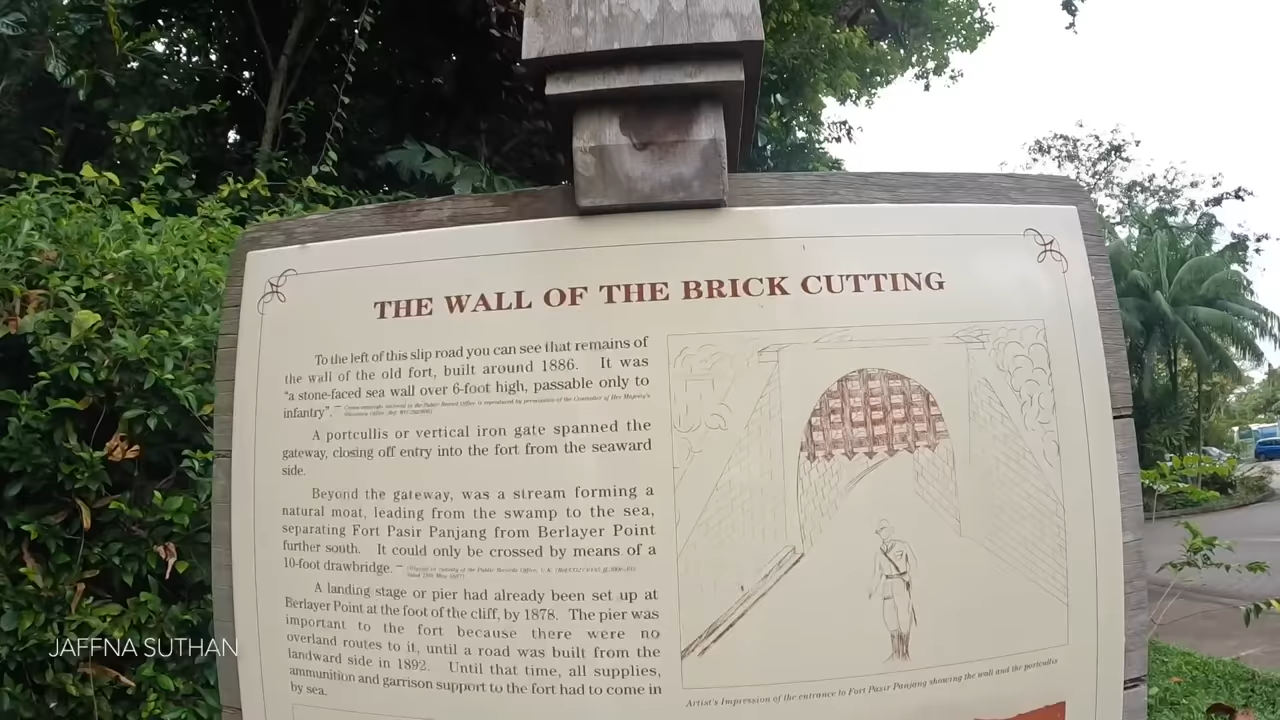 THE WALL OF THE BRICK CUTTING
To the left of this slip road you can see that remains of
the wall of the old fort, built around 1886. It was
"a stone-faced sea wall over 6-foot high, passable only to
infantry". –
A portcullis or vertical iron gate spanned the
gateway, closing off entry into the fort from the seaward
side.
Beyond the gateway, was a stream forming a
natural moat, leading from the swamp to the sea,
separating Fort Pasir Panjang from Berlayer Point
further south. It could only be crossed by means of a
10-foot drawbridge. –
A landing stage or pier had already been set up at
Berlayer Point at the foot of the cliff, by 1878. The pier was
important to the fort because there were no
overland routes to it, until a road was built from the
landward side in 1892. Until that time, all supplies,
ammunition and garrison support to the fort had to come in
by sea.
Artist's Impression of the entrance to Fort Pasir Panjang showing the wall and the portcullis
JAFFNA SUTHAN